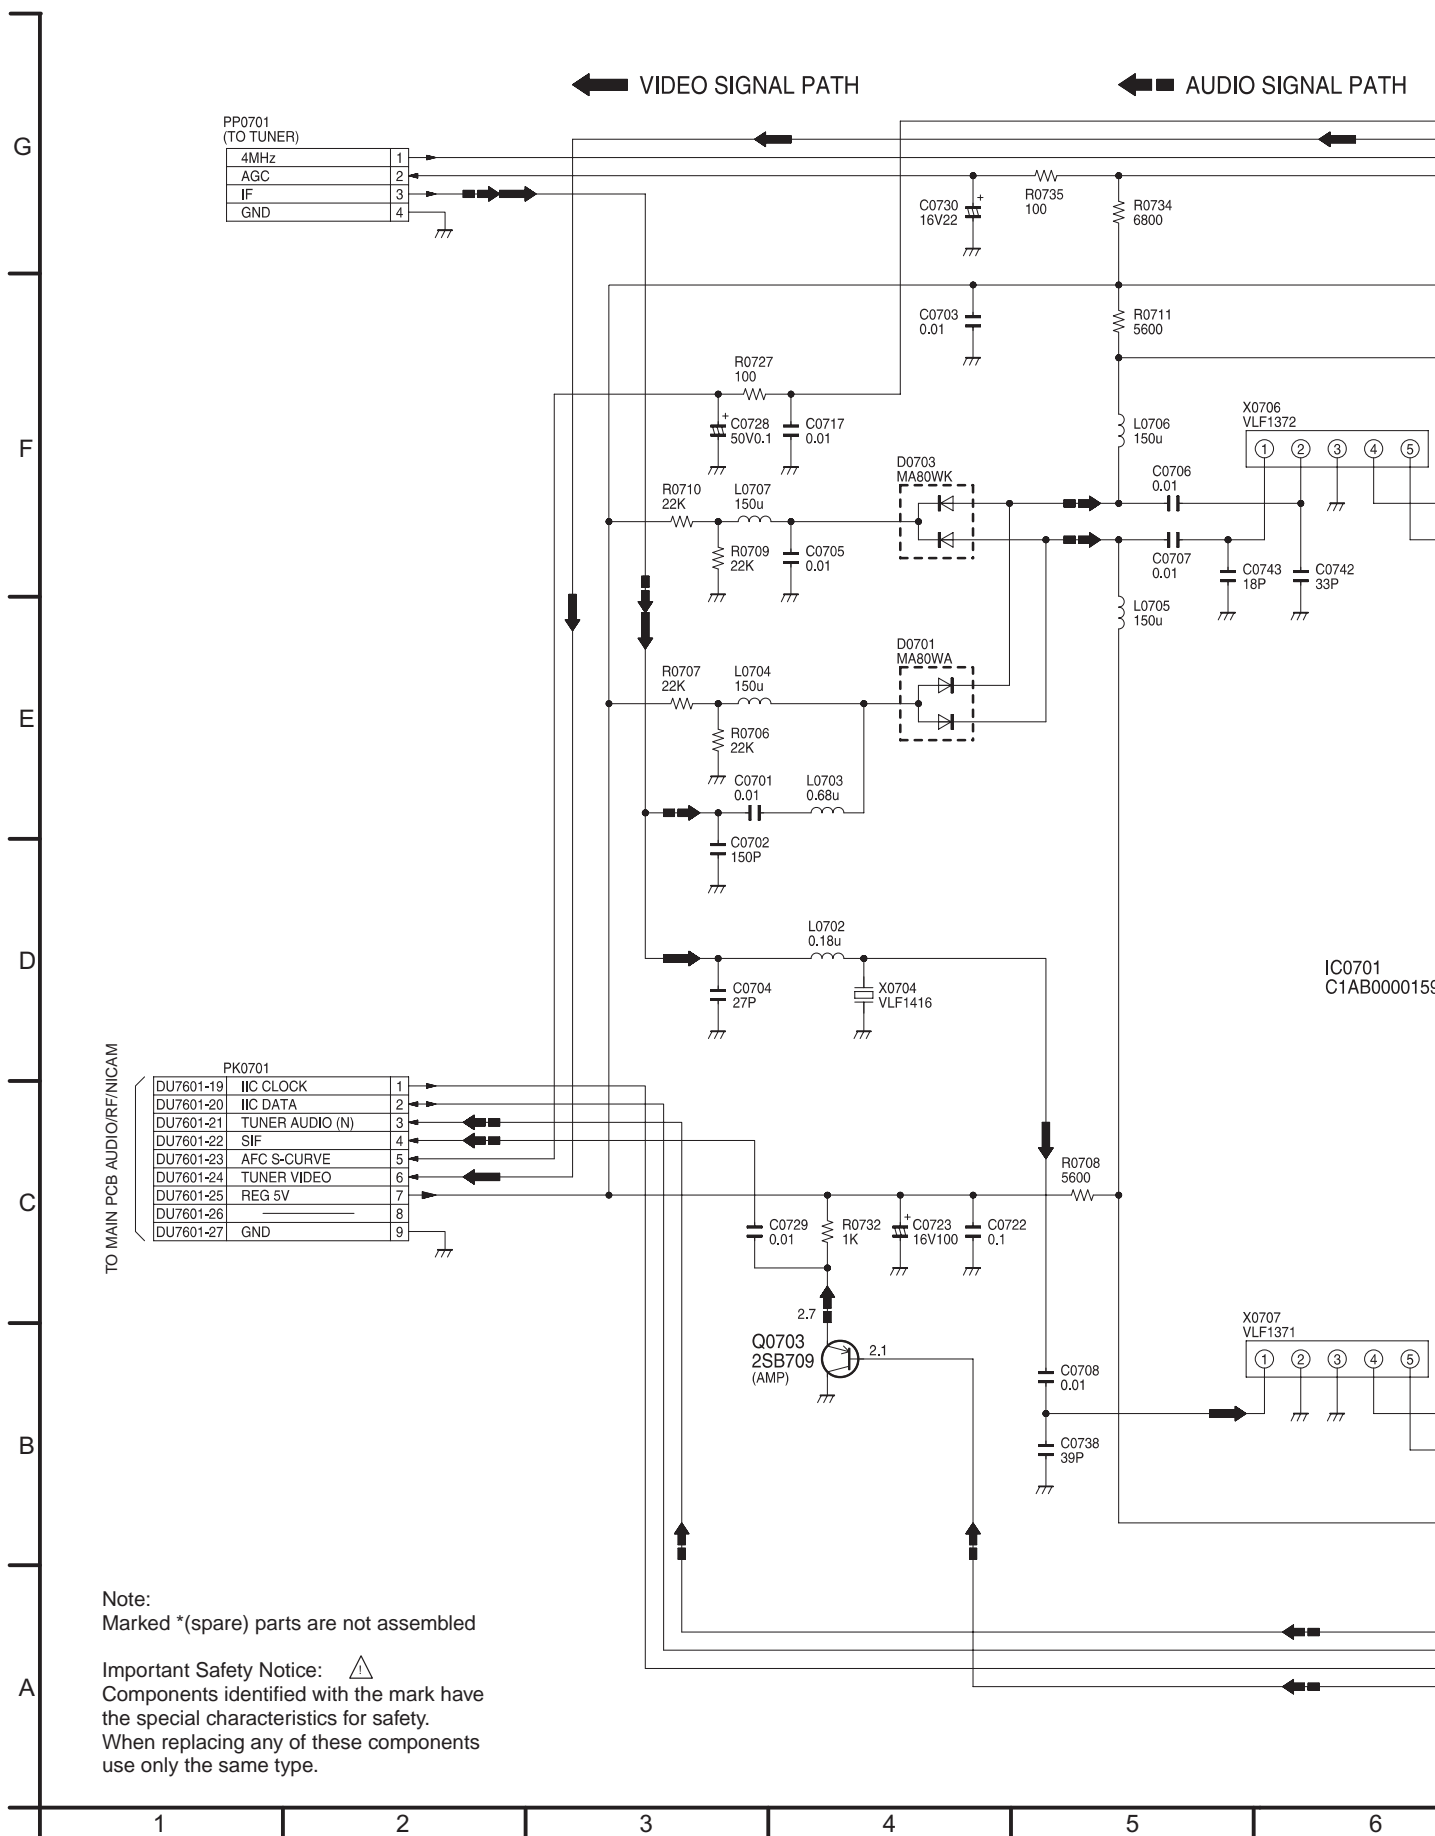 VIDEO SIGNAL PATH
AUDIO SIGNAL PATH
G
PP0701
(TO TUNER)
4MHz 1
AGC 2
IF 3
GND 4
C0730
16V22
+
R0735
100
R0734
6800
C0703
0.01
R0711
5600
R0727
100
F
+
C0728
50V0.1
C0717
0.01
L0706
150u
X0706
VLF1372
1 2 3 4 5
D0703
MA80WK
C0706
0.01
R0710
22K
L0707
150u
R0709
22K
C0705
0.01
C0707
0.01
C0743
18P
C0742
33P
L0705
150u
D0701
MA80WA
R0707
22K
L0704
150u
E
R0706
22K
C0701
0.01
L0703
0.68u
C0702
150P
L0702
0.18u
D
IC0701
C1AB0000159
C0704
27P
X0704
VLF1416
TO MAIN PCB AUDIO/RF/NICAM
PK0701
DU7601-19 IIC CLOCK 1
DU7601-20 IIC DATA 2
DU7601-21 TUNER AUDIO (N) 3
DU7601-22 SIF 4
DU7601-23 AFC S-CURVE 5
DU7601-24 TUNER VIDEO 6
DU7601-25 REG 5V 7
DU7601-26 8
DU7601-27 GND 9
C
R0708
5600
C0729
0.01
R0732
1K
+
C0723
16V100
C0722
0.1
2.7
Q0703
2SB709
(AMP)
2.1
X0707
VLF1371
1 2 3 4 5
C0708
0.01
B
C0738
39P
Note:
Marked *(spare) parts are not assembled
Important Safety Notice: !
A
Components identified with the mark have
the special characteristics for safety.
When replacing any of these components
use only the same type.
1 2 3 4 5 6